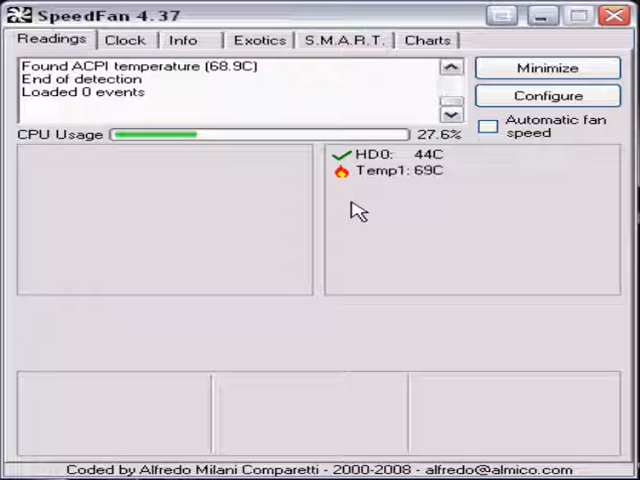 SpeedFan 4.37
Readings Clock Info Exotics S.M.A.R.T. Charts
Found ACPI temperature (68.9C)
End of detection
Loaded 0 events
Minimize
Configure
CPU Usage 27.6%
Automatic fan
speed
HD0: 44C
Temp1: 69C
Coded by Alfredo Milani Comparetti - 2000-2008 - alfredo@almico.com